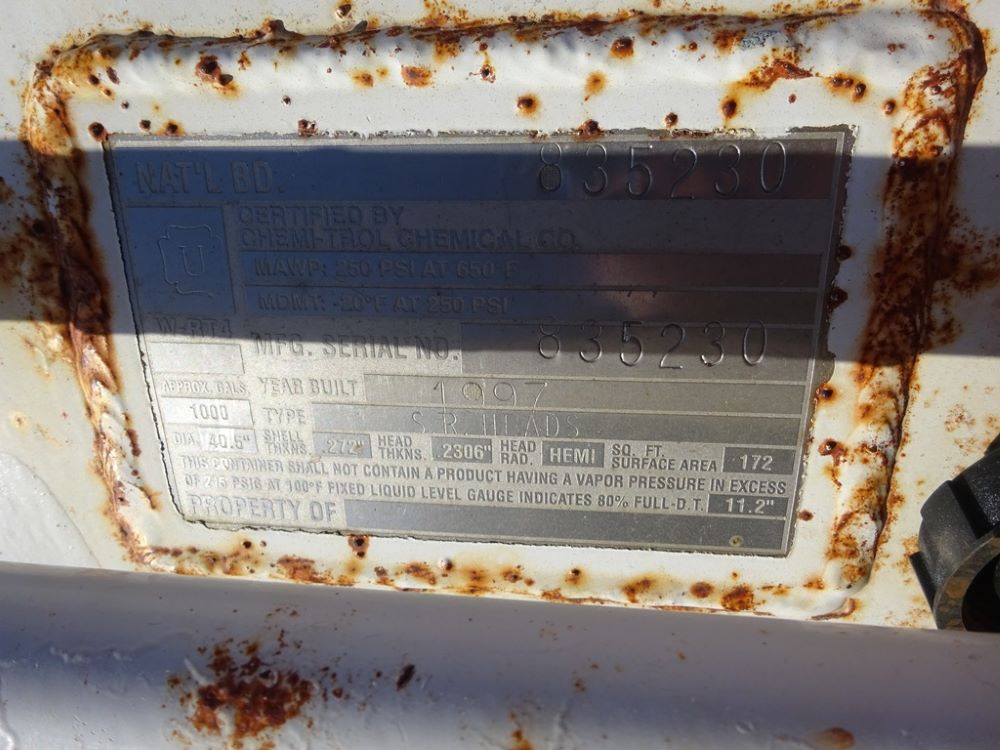 NAT'L BD. 835230
U
CERTIFIED BY
CHEMI-TROL CHEMICAL CO.
MAWP: 250 PSI AT 650°F
MDMT: -20°F AT 250 PSI
W-RT4 MFG. SERIAL NO. 835230
APPROX. GALS. YEAR BUILT 1997
1000 TYPE S.R. HEADS
DIA. 40.5" SHELL THKNS. .272" HEAD THKNS. .2306" HEAD RAD. HEMI SQ. FT. SURFACE AREA 172
THIS CONTAINER SHALL NOT CONTAIN A PRODUCT HAVING A VAPOR PRESSURE IN EXCESS
OF 215 PSIG AT 100°F FIXED LIQUID LEVEL GAUGE INDICATES 80% FULL-D.T. 11.2"
PROPERTY OF